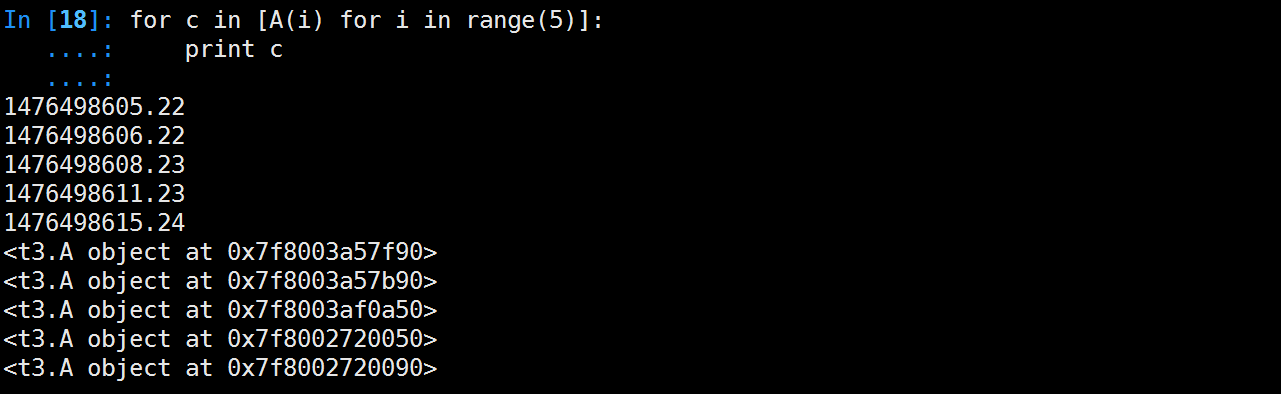 In [18]: for c in [A(i) for i in range(5)]:
   ....:     print c
   ....:
1476498605.22
1476498606.22
1476498608.23
1476498611.23
1476498615.24
<t3.A object at 0x7f8003a57f90>
<t3.A object at 0x7f8003a57b90>
<t3.A object at 0x7f8003af0a50>
<t3.A object at 0x7f8002720050>
<t3.A object at 0x7f8002720090>